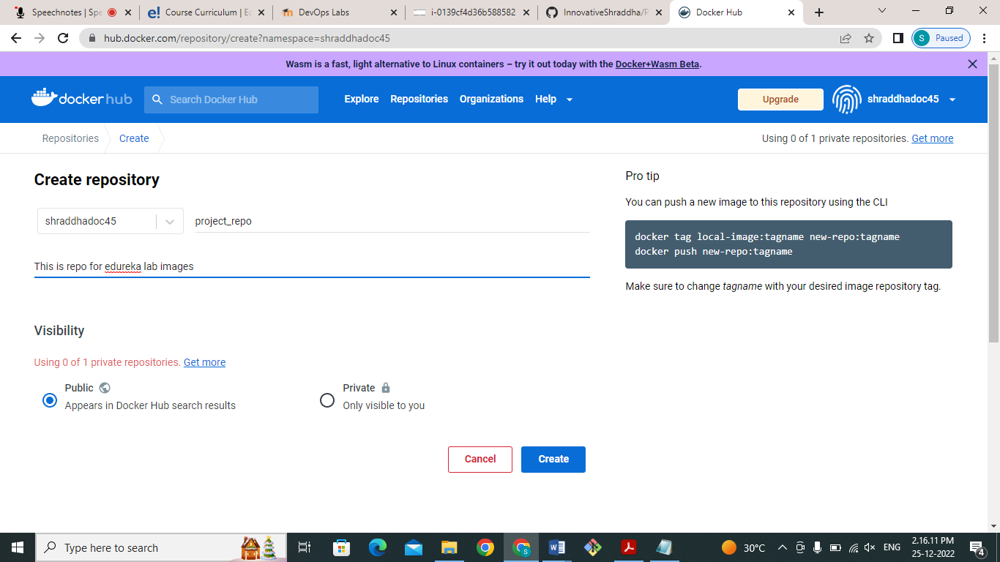 Speechnotes | Spe
Course Curriculum | Ec
DevOps Labs
i-0139cf4d36b588582
InnovativeShraddha/P
Docker Hub
hub.docker.com/repository/create?namespace=shraddhadoc45
S Paused
Wasm is a fast, light alternative to Linux containers – try it out today with the Docker+Wasm Beta.
dockerhub
Search Docker Hub
Explore Repositories Organizations Help
Upgrade
shraddhadoc45
Repositories Create
Using 0 of 1 private repositories. Get more
Create repository
shraddhadoc45
project_repo
This is repo for edureka lab images
Visibility
Using 0 of 1 private repositories. Get more
Public
Appears in Docker Hub search results
Private
Only visible to you
Cancel Create
Pro tip
You can push a new image to this repository using the CLI
docker tag local-image:tagname new-repo:tagname
docker push new-repo:tagname
Make sure to change tagname with your desired image repository tag.
Type here to search
30°C
ENG
2.16.11 PM
25-12-2022
4